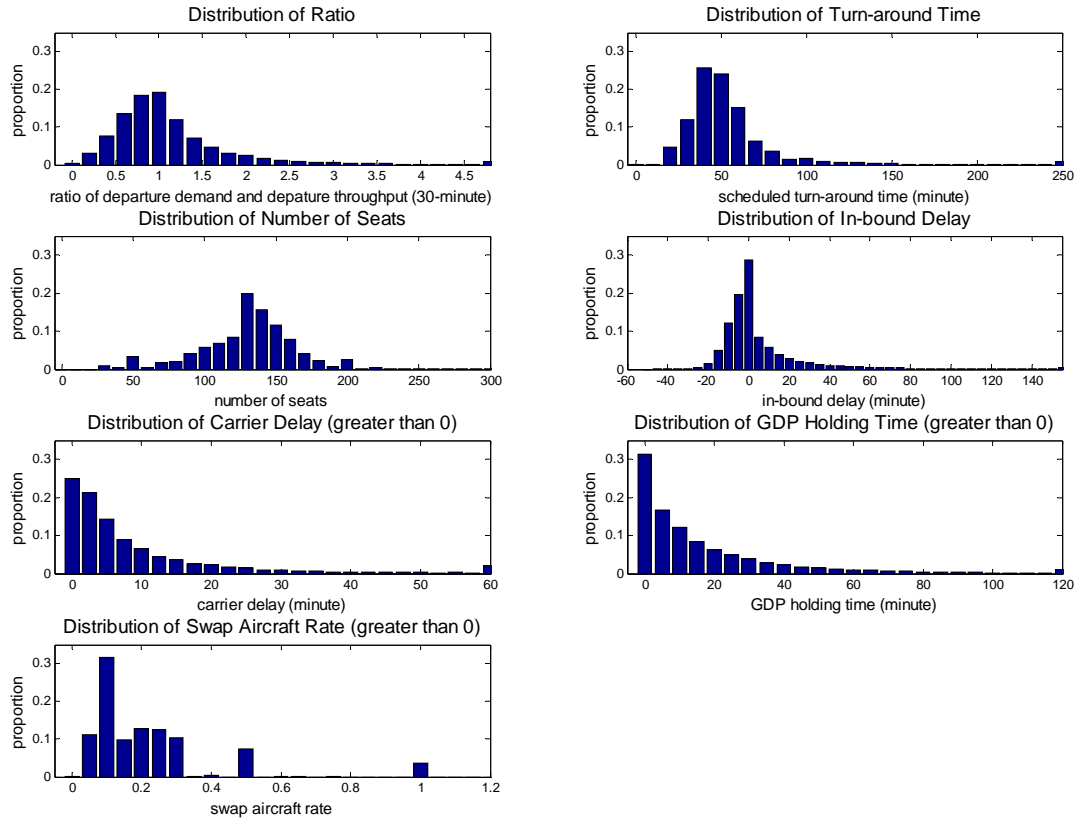 Distribution of Ratio
proportion
0.3
0.2
0.1
0
0 0.5 1 1.5 2 2.5 3 3.5 4 4.5
ratio of departure demand and depature throughput (30-minute)
Distribution of Turn-around Time
proportion
0.3
0.2
0.1
0
0 50 100 150 200 250
scheduled turn-around time (minute)
Distribution of Number of Seats
proportion
0.3
0.2
0.1
0
0 100 200 300
number of seats
Distribution of In-bound Delay
proportion
0.3
0.2
0.1
0
-60 -40 -20 0 20 40 60 80 100 120 140
in-bound delay (minute)
Distribution of Carrier Delay (greater than 0)
proportion
0.3
0.2
0.1
0
0 10 20 30 40 50 60
carrier delay (minute)
Distribution of GDP Holding Time (greater than 0)
proportion
0.3
0.2
0.1
0
0 20 40 60 80 100 120
GDP holding time (minute)
Distribution of Swap Aircraft Rate (greater than 0)
proportion
0.3
0.2
0.1
0
0 0.2 0.4 0.6 0.8 1 1.2
swap aircraft rate